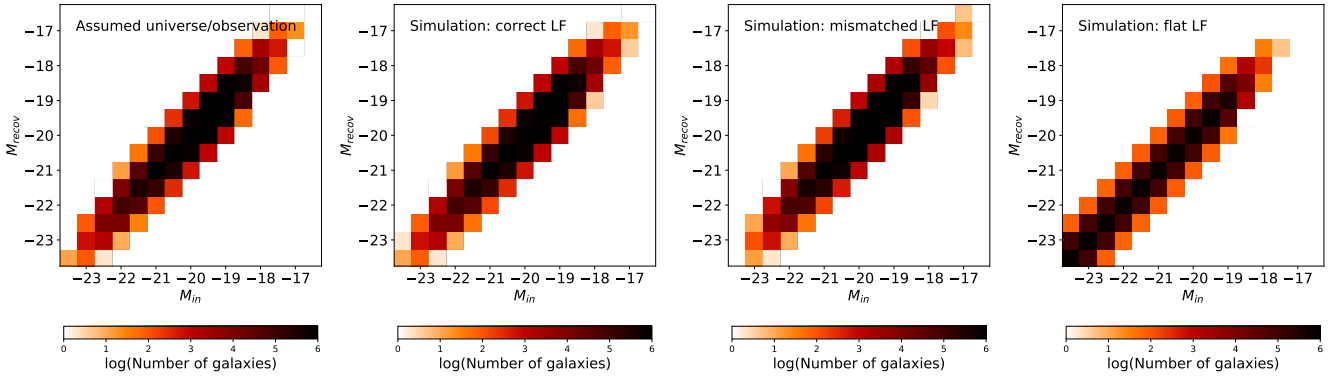 Assumed universe/observation
−17
−18
−19
−20
−21
−22
−23
M_recov
−23 −22 −21 −20 −19 −18 −17
M_in
0 1 2 3 4 5 6
log(Number of galaxies)
Simulation: correct LF
−17
−18
−19
−20
−21
−22
−23
M_recov
−23 −22 −21 −20 −19 −18 −17
M_in
0 1 2 3 4 5 6
log(Number of galaxies)
Simulation: mismatched LF
−17
−18
−19
−20
−21
−22
−23
M_recov
−23 −22 −21 −20 −19 −18 −17
M_in
0 1 2 3 4 5 6
log(Number of galaxies)
Simulation: flat LF
−17
−18
−19
−20
−21
−22
−23
M_recov
−23 −22 −21 −20 −19 −18 −17
M_in
0 1 2 3 4 5 6
log(Number of galaxies)